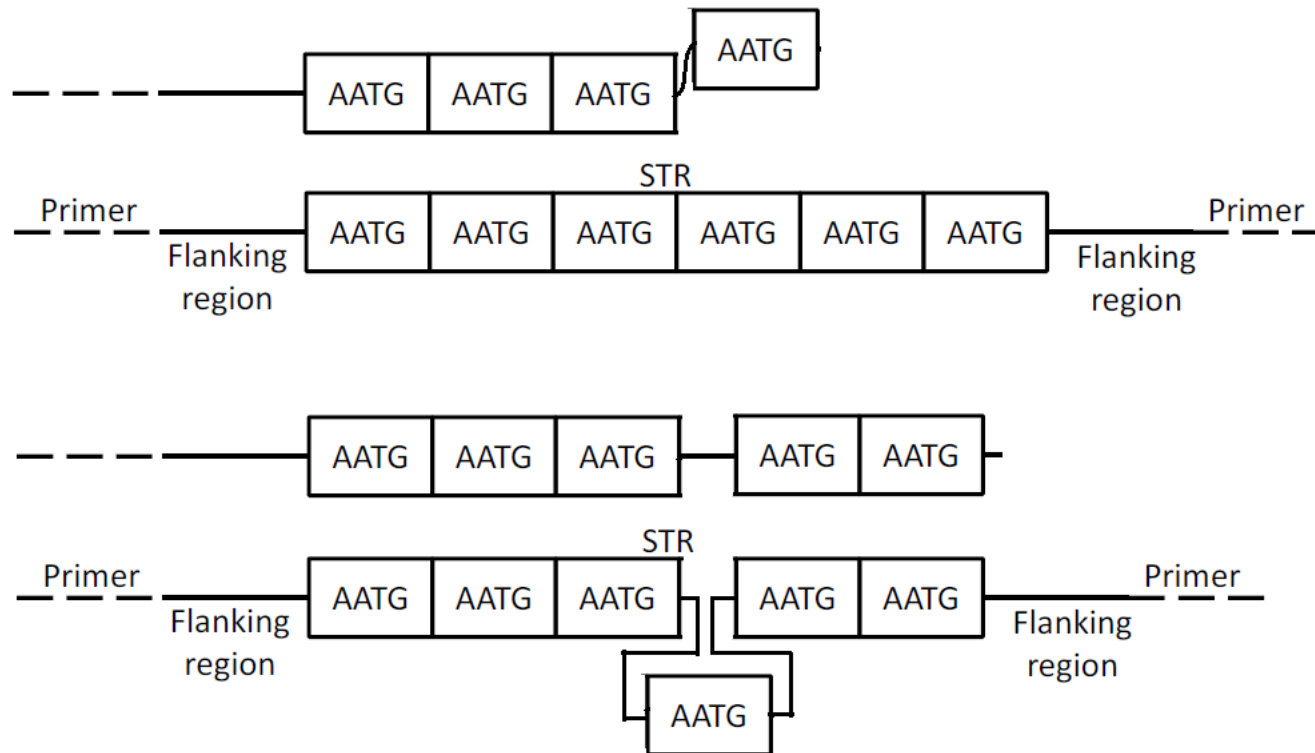 AATG
AATG AATG AATG
STR
Primer AATG AATG AATG AATG AATG AATG Primer
Flanking region Flanking region
AATG AATG AATG AATG AATG
STR
Primer AATG AATG AATG AATG AATG Primer
Flanking region Flanking region
AATG